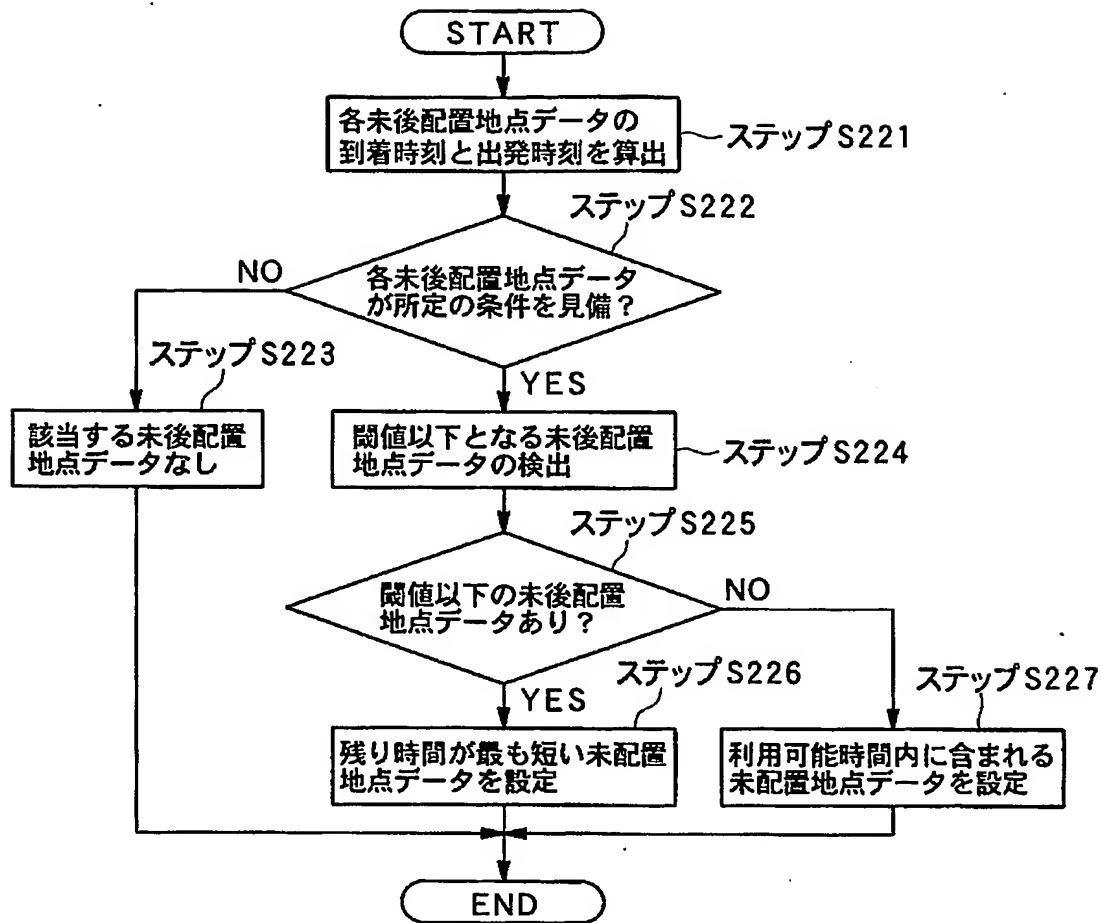 START
各未後配置地点データの
到着時刻と出発時刻を算出
ステップS221
ステップS222
NO
各未後配置地点データ
が所定の条件を見備？
YES
ステップS223
該当する未後配置
地点データなし
閾値以下となる未後配置
地点データの検出
ステップS224
ステップS225
閾値以下の未後配置
地点データあり？
NO
YES
ステップS226
残り時間が最も短い未配置
地点データを設定
ステップS227
利用可能時間内に含まれる
未配置地点データを設定
END